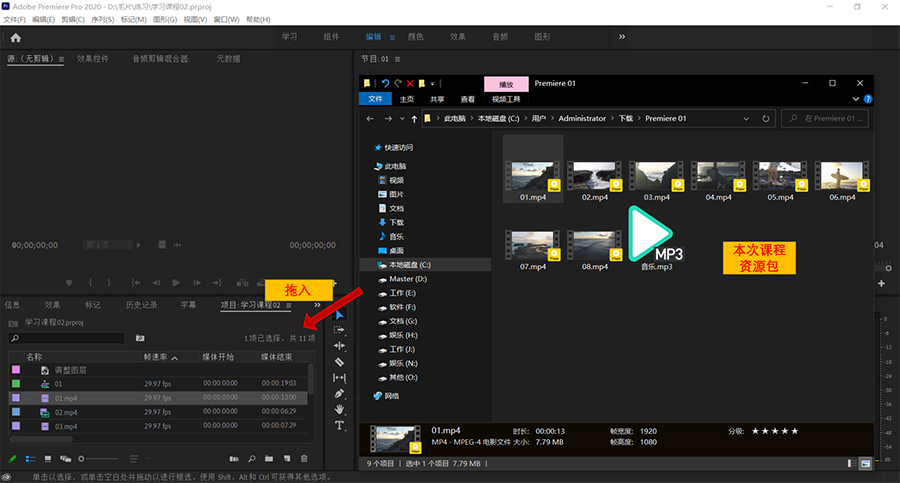 Adobe Premiere Pro 2020 - D:\毛片\练习\学习课程02.prproj
文件(F) 编辑(E) 剪辑(C) 序列(S) 标记(M) 图形(G) 视图(V) 窗口(W) 帮助(H)
学习 组件 编辑 颜色 效果 音频 图形
源:（无剪辑） 效果控件 音频剪辑混合器: 元数据
节目: 01
播放 Premiere 01
文件 主页 共享 查看 视频工具
此电脑 本地磁盘 (C:) 用户 Administrator 下载 Premiere 01
在 Premiere 01 ...
快速访问
此电脑
视频
图片
文档
下载
音乐
桌面
本地磁盘 (C:)
Master (D:)
工作 (E:)
软件 (F:)
文档 (G:)
娱乐 (H:)
工作 (J:)
娱乐 (N:)
其他 (O:)
网络
01.mp4 02.mp4 03.mp4 04.mp4 05.mp4 06.mp4
07.mp4 08.mp4 音乐.mp3
MP3
本次课程
资源包
00;00;00;00 第 1 页 00;00;00;00
04
拖入
信息 效果 标记 历史记录 字幕 项目: 学习课程02
学习课程02.prproj
1项已选择，共 11项
名称 帧速率 媒体开始 媒体结束
调整图层
01 29.97 fps 00:00:00:00 00:00:19:03
01.mp4 29.97 fps 00:00:00:00 00:00:13:00
02.mp4 29.97 fps 00:00:00:00 00:00:06:29
03.mp4 29.97 fps 00:00:00:00 00:00:07:29
01.mp4 时长: 00:00:13 帧宽度: 1920 分级: ★★★★★
MP4 - MPEG-4 电影文件 大小: 7.79 MB 帧高度: 1080
9 个项目 选中 1 个项目 7.79 MB
单击以选择，或单击空白处并拖动以进行框选。使用 Shift、Alt 和 Ctrl 可获得其他选项。